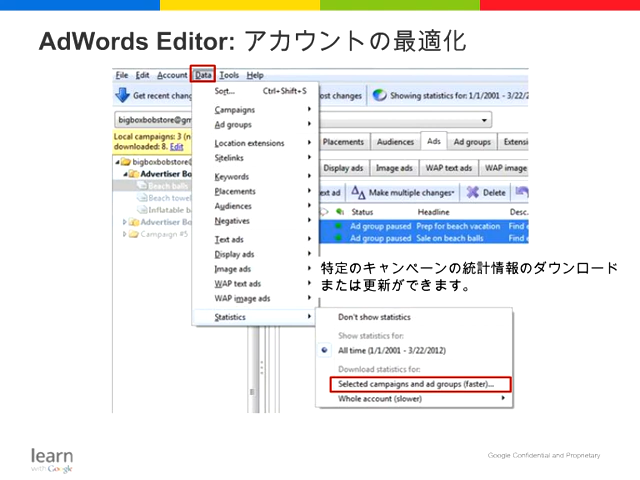 AdWords Editor: アカウントの最適化
File Edit Account Data Tools Help
Get recent chang
Sort... Ctrl+Shift+S
ost changes
Showing statistics for: 1/1/2001 - 3/22/2
bigboxbobstore@gm
Local campaigns: 3 (n
downloaded: 8. Edit
bigboxbobstore@
Advertiser Bo
Beach balls
Beach towel
Inflatable b
Advertiser Bo
Campaign #5
Campaigns
Ad groups
Location extensions
Sitelinks
Keywords
Placements
Audiences
Negatives
Text ads
Display ads
Image ads
WAP text ads
WAP image ads
Statistics
Placements Audiences Ads Ad groups Extensi
Display ads Image ads WAP text ads WAP image
ext ad Make multiple changes Delete
Status Headline Desc.
Ad group paused Prep for beach vacation Find e
Ad group paused Sale on beach balls Find e
特定のキャンペーンの統計情報のダウンロード
または更新ができます。
Don't show statistics
Show statistics for:
All time (1/1/2001 - 3/22/2012)
Download statistics for:
Selected campaigns and ad groups (faster)...
Whole account (slower)
learn
with Google
Google Confidential and Proprietary